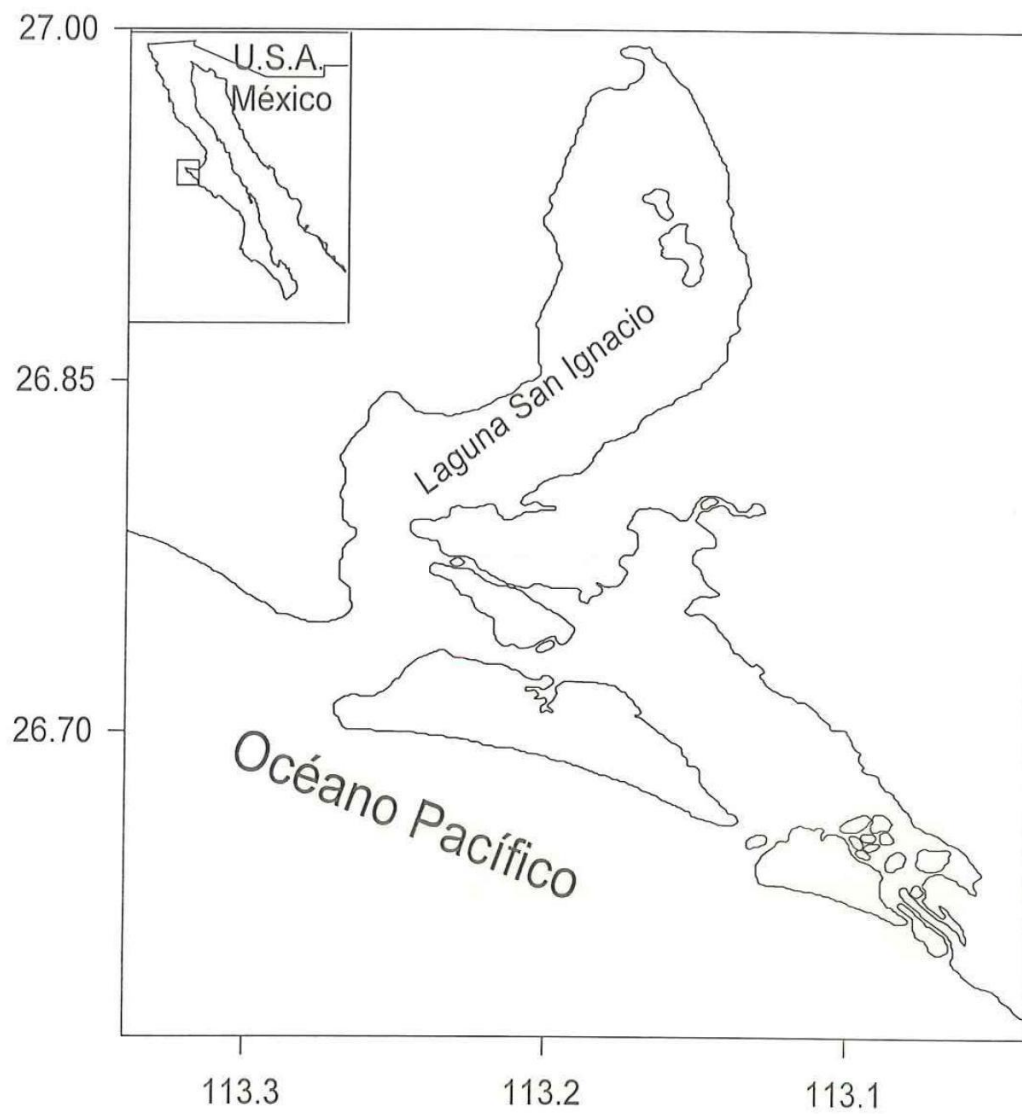 27.00
U.S.A.
México
26.85
Laguna San Ignacio
26.70
Océano Pacífico
113.3
113.2
113.1